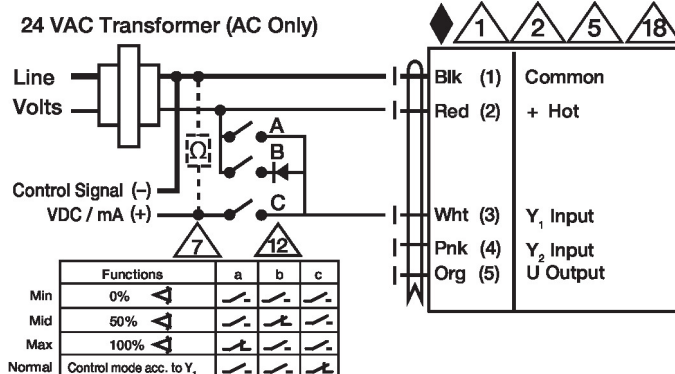 24 VAC Transformer (AC Only)
1 2 5 18
Line
Volts
Blk (1) Common
Red (2) + Hot
A
Ω
B
Control Signal (–)
VDC / mA (+)
C
Wht (3) Y1 Input
Pnk (4) Y2 Input
Org (5) U Output
7 12
Functions a b c
Min 0%
Mid 50%
Max 100%
Normal Control mode acc. to Y1